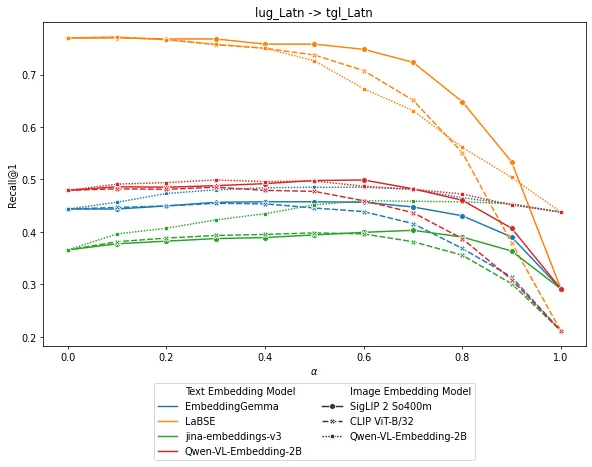 lug_Latn -> tgl_Latn
Recall@1
0.7
0.6
0.5
0.4
0.3
0.2
0.0 0.2 0.4 0.6 0.8 1.0
α
Text Embedding Model Image Embedding Model
EmbeddingGemma SigLIP 2 So400m
LaBSE CLIP ViT-B/32
jina-embeddings-v3 Qwen-VL-Embedding-2B
Qwen-VL-Embedding-2B